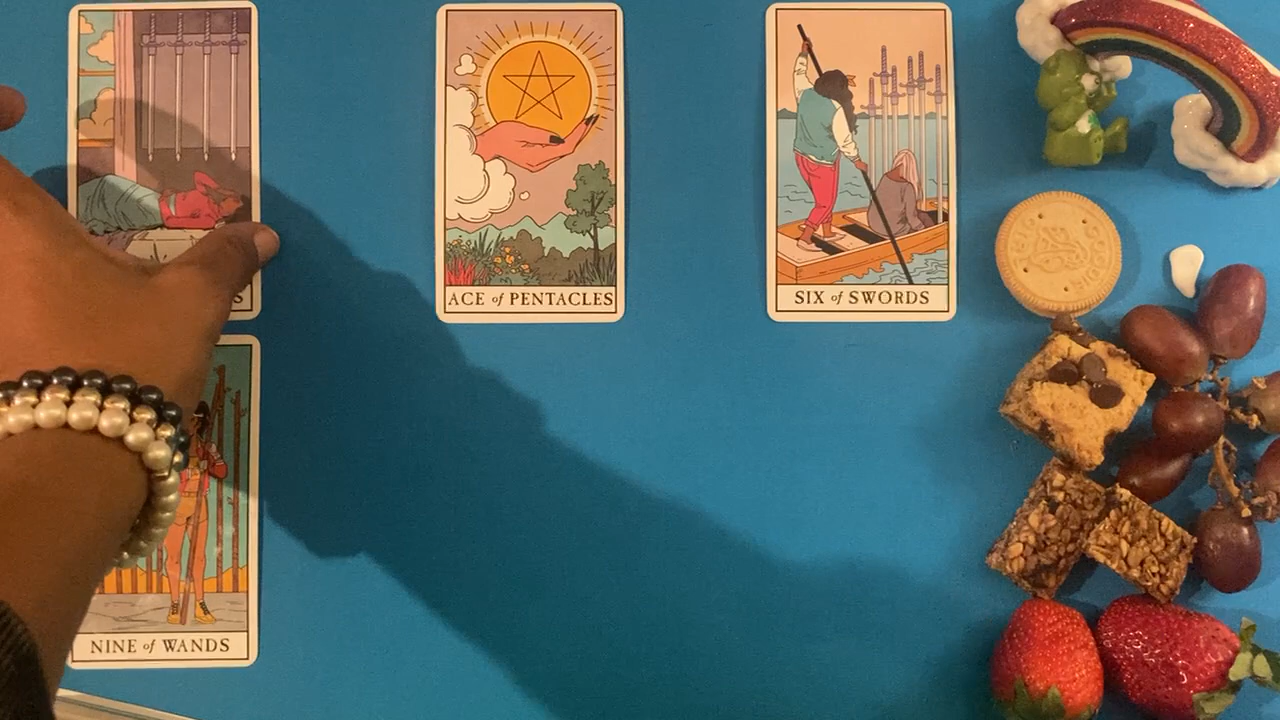 ACE of PENTACLES
SIX of SWORDS
NINE of WANDS